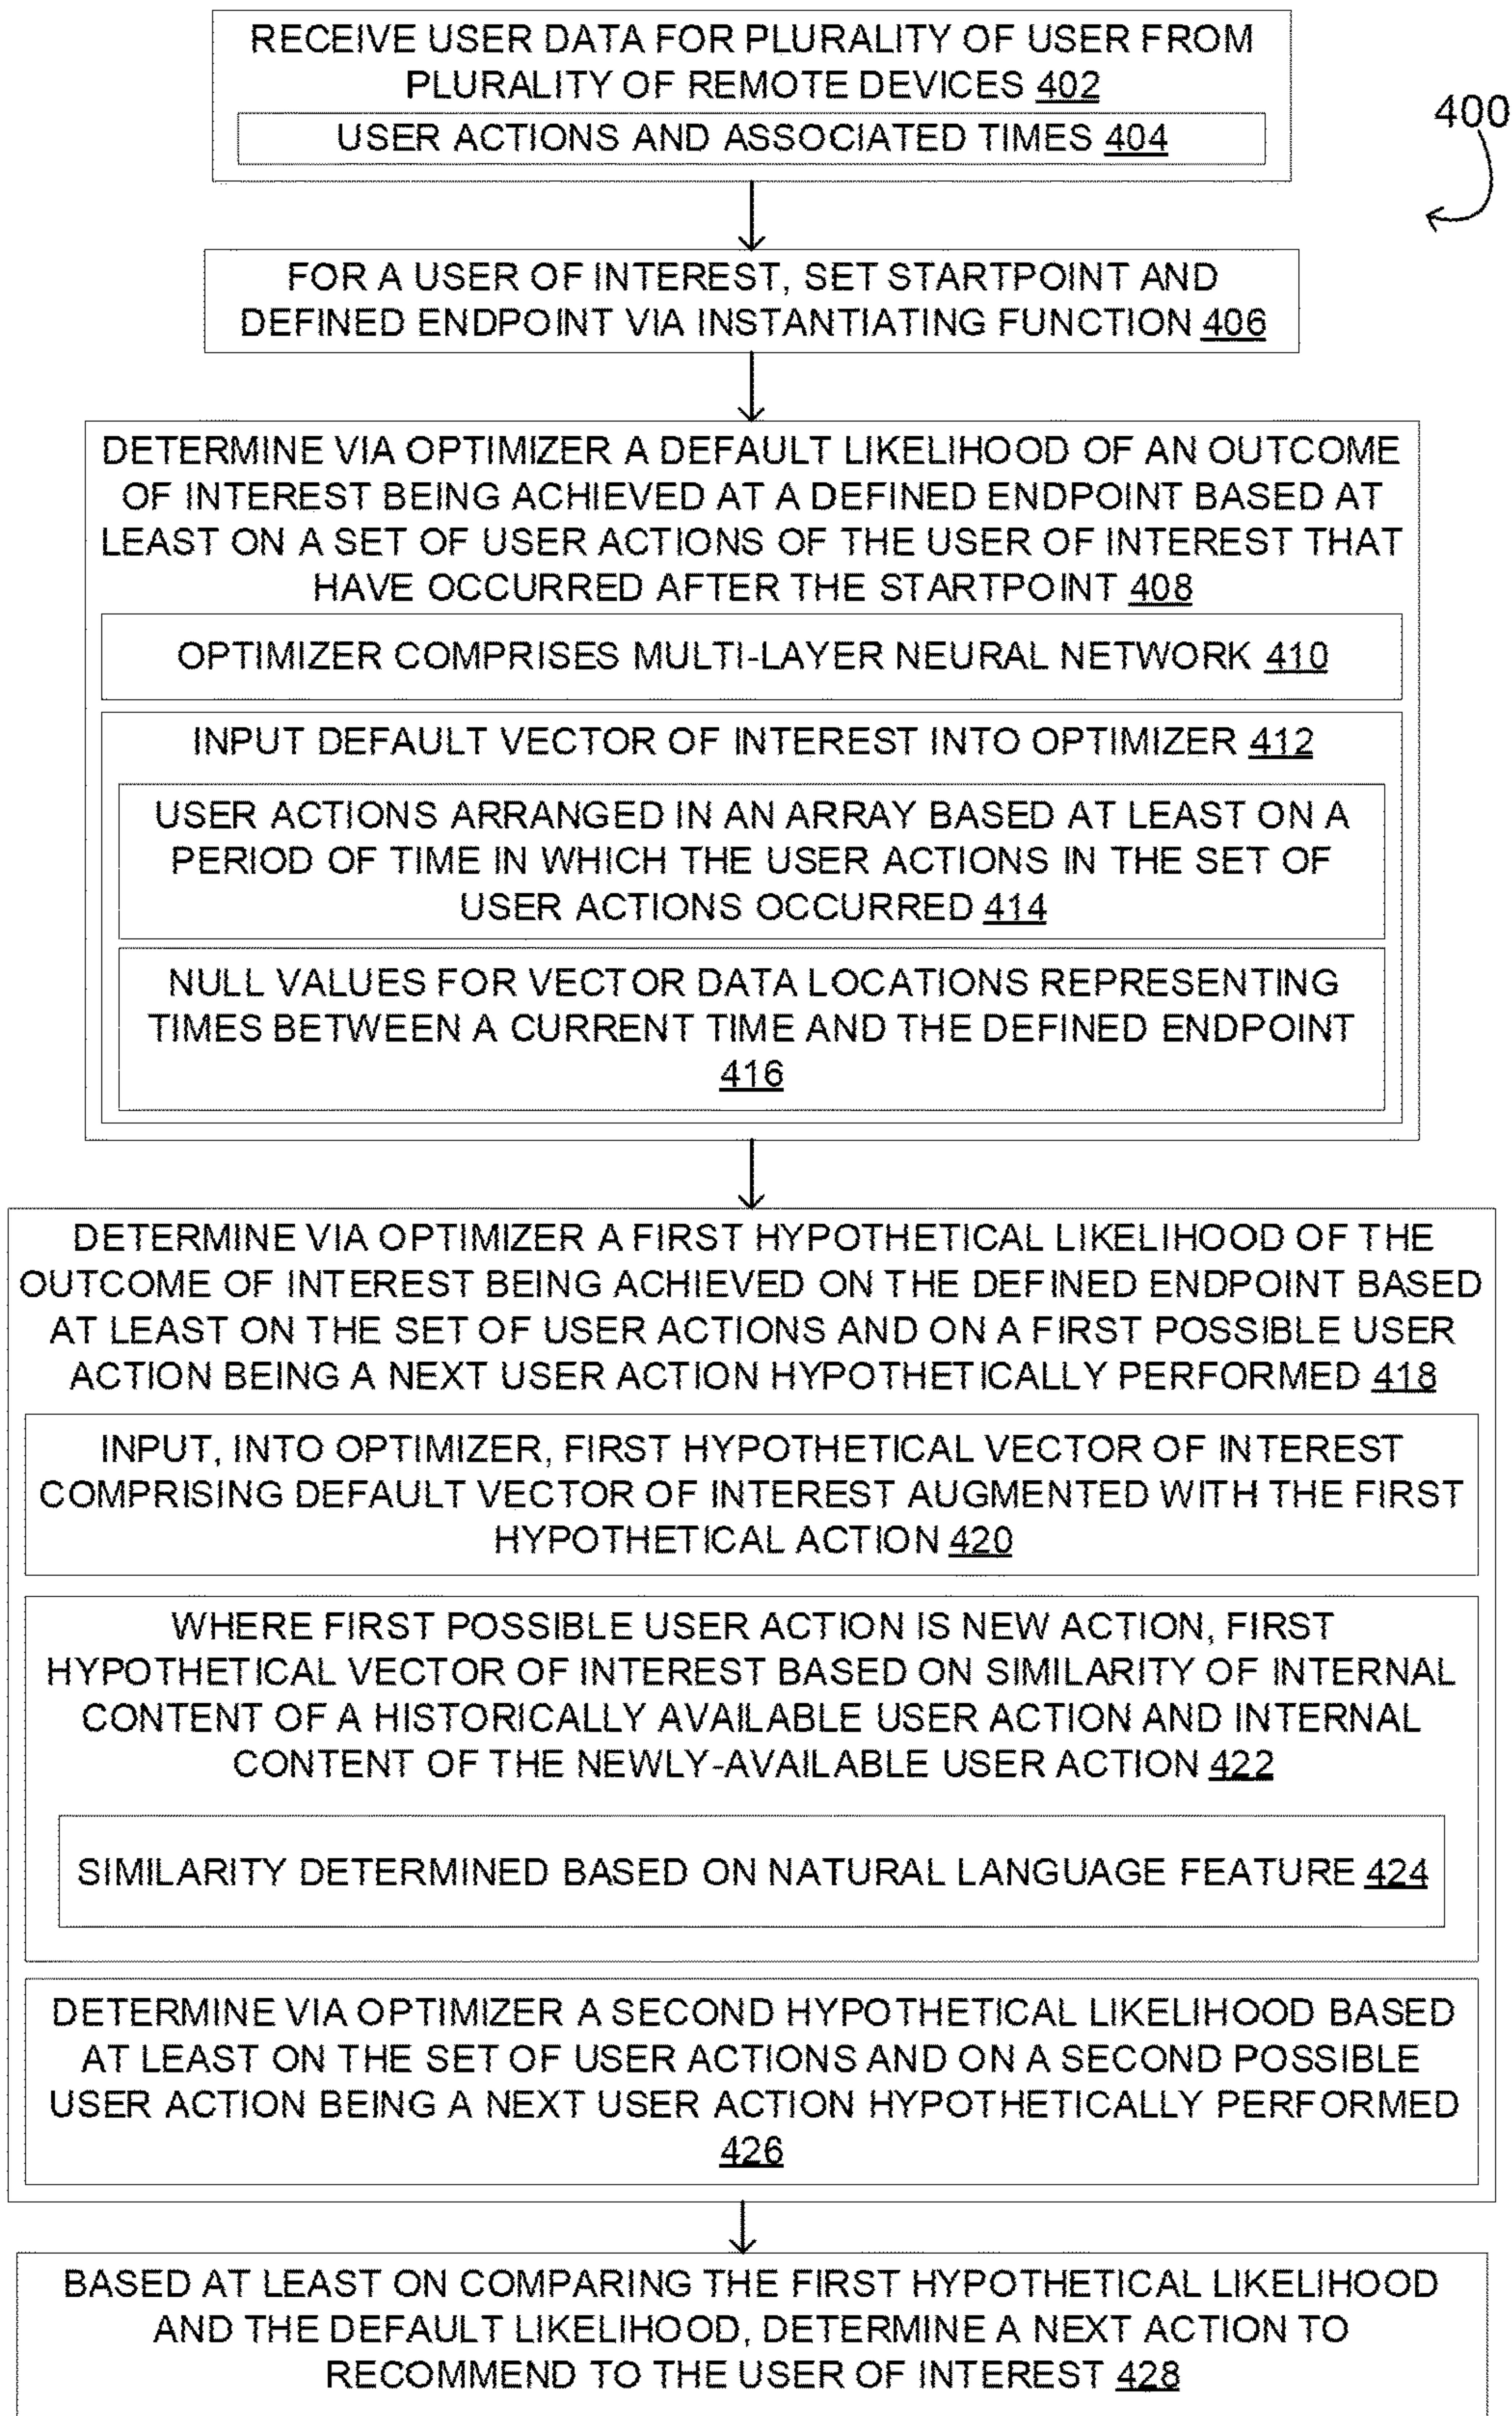 RECEIVE USER DATA FOR PLURALITY OF USER FROM
PLURALITY OF REMOTE DEVICES 402
USER ACTIONS AND ASSOCIATED TIMES 404
400
FOR A USER OF INTEREST, SET STARTPOINT AND
DEFINED ENDPOINT VIA INSTANTIATING FUNCTION 406
DETERMINE VIA OPTIMIZER A DEFAULT LIKELIHOOD OF AN OUTCOME
OF INTEREST BEING ACHIEVED AT A DEFINED ENDPOINT BASED AT
LEAST ON A SET OF USER ACTIONS OF THE USER OF INTEREST THAT
HAVE OCCURRED AFTER THE STARTPOINT 408
OPTIMIZER COMPRISES MULTI-LAYER NEURAL NETWORK 410
INPUT DEFAULT VECTOR OF INTEREST INTO OPTIMIZER 412
USER ACTIONS ARRANGED IN AN ARRAY BASED AT LEAST ON A
PERIOD OF TIME IN WHICH THE USER ACTIONS IN THE SET OF
USER ACTIONS OCCURRED 414
NULL VALUES FOR VECTOR DATA LOCATIONS REPRESENTING
TIMES BETWEEN A CURRENT TIME AND THE DEFINED ENDPOINT
416
DETERMINE VIA OPTIMIZER A FIRST HYPOTHETICAL LIKELIHOOD OF THE
OUTCOME OF INTEREST BEING ACHIEVED ON THE DEFINED ENDPOINT BASED
AT LEAST ON THE SET OF USER ACTIONS AND ON A FIRST POSSIBLE USER
ACTION BEING A NEXT USER ACTION HYPOTHETICALLY PERFORMED 418
INPUT, INTO OPTIMIZER, FIRST HYPOTHETICAL VECTOR OF INTEREST
COMPRISING DEFAULT VECTOR OF INTEREST AUGMENTED WITH THE FIRST
HYPOTHETICAL ACTION 420
WHERE FIRST POSSIBLE USER ACTION IS NEW ACTION, FIRST
HYPOTHETICAL VECTOR OF INTEREST BASED ON SIMILARITY OF INTERNAL
CONTENT OF A HISTORICALLY AVAILABLE USER ACTION AND INTERNAL
CONTENT OF THE NEWLY-AVAILABLE USER ACTION 422
SIMILARITY DETERMINED BASED ON NATURAL LANGUAGE FEATURE 424
DETERMINE VIA OPTIMIZER A SECOND HYPOTHETICAL LIKELIHOOD BASED
AT LEAST ON THE SET OF USER ACTIONS AND ON A SECOND POSSIBLE
USER ACTION BEING A NEXT USER ACTION HYPOTHETICALLY PERFORMED
426
BASED AT LEAST ON COMPARING THE FIRST HYPOTHETICAL LIKELIHOOD
AND THE DEFAULT LIKELIHOOD, DETERMINE A NEXT ACTION TO
RECOMMEND TO THE USER OF INTEREST 428